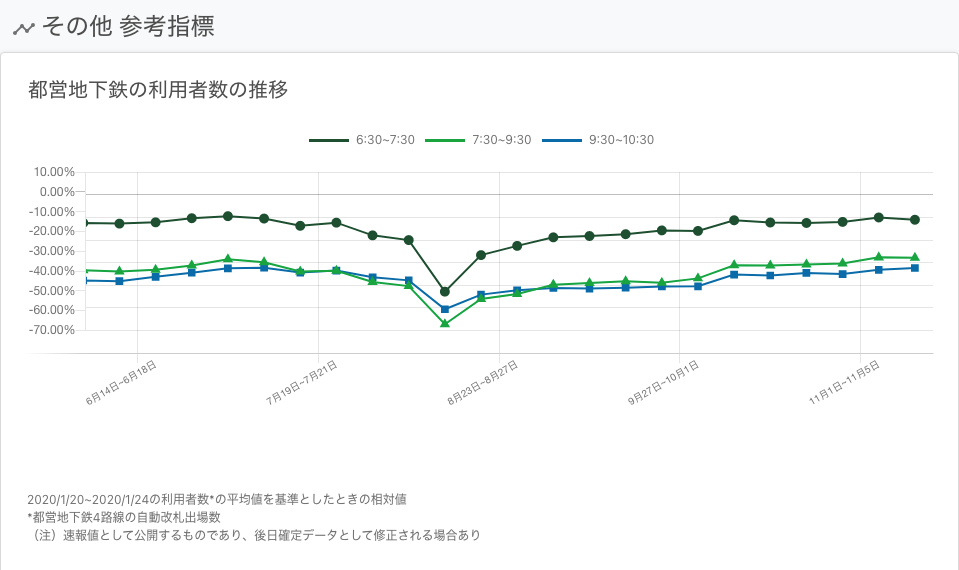 その他 参考指標
都営地下鉄の利用者数の推移
6:30~7:30 7:30~9:30 9:30~10:30
10.00%
0.00%
-10.00%
-20.00%
-30.00%
-40.00%
-50.00%
-60.00%
-70.00%
6月14日~6月18日 7月19日~7月21日 8月23日~8月27日 9月27日~10月1日 11月1日~11月5日
2020/1/20~2020/1/24の利用者数*の平均値を基準としたときの相対値
*都営地下鉄4路線の自動改札出場数
（注）速報値として公開するものであり、後日確定データとして修正される場合あり